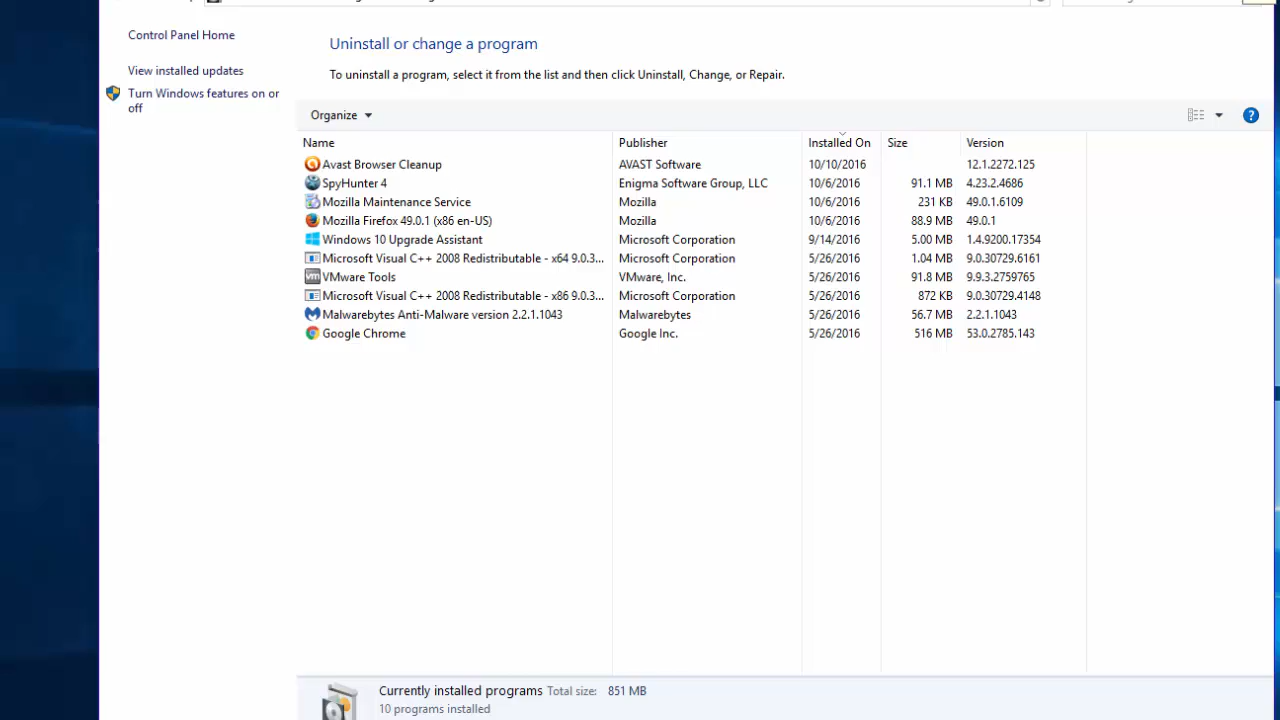 Control Panel Home
Uninstall or change a program
View installed updates
To uninstall a program, select it from the list and then click Uninstall, Change, or Repair.
Turn Windows features on or
off
Organize
Name Publisher Installed On Size Version
Avast Browser Cleanup AVAST Software 10/10/2016 12.1.2272.125
SpyHunter 4 Enigma Software Group, LLC 10/6/2016 91.1 MB 4.23.2.4686
Mozilla Maintenance Service Mozilla 10/6/2016 231 KB 49.0.1.6109
Mozilla Firefox 49.0.1 (x86 en-US) Mozilla 10/6/2016 88.9 MB 49.0.1
Windows 10 Upgrade Assistant Microsoft Corporation 9/14/2016 5.00 MB 1.4.9200.17354
Microsoft Visual C++ 2008 Redistributable - x64 9.0.3... Microsoft Corporation 5/26/2016 1.04 MB 9.0.30729.6161
vm VMware Tools VMware, Inc. 5/26/2016 91.8 MB 9.9.3.2759765
Microsoft Visual C++ 2008 Redistributable - x86 9.0.3... Microsoft Corporation 5/26/2016 872 KB 9.0.30729.4148
Malwarebytes Anti-Malware version 2.2.1.1043 Malwarebytes 5/26/2016 56.7 MB 2.2.1.1043
Google Chrome Google Inc. 5/26/2016 516 MB 53.0.2785.143
Currently installed programs Total size: 851 MB
10 programs installed